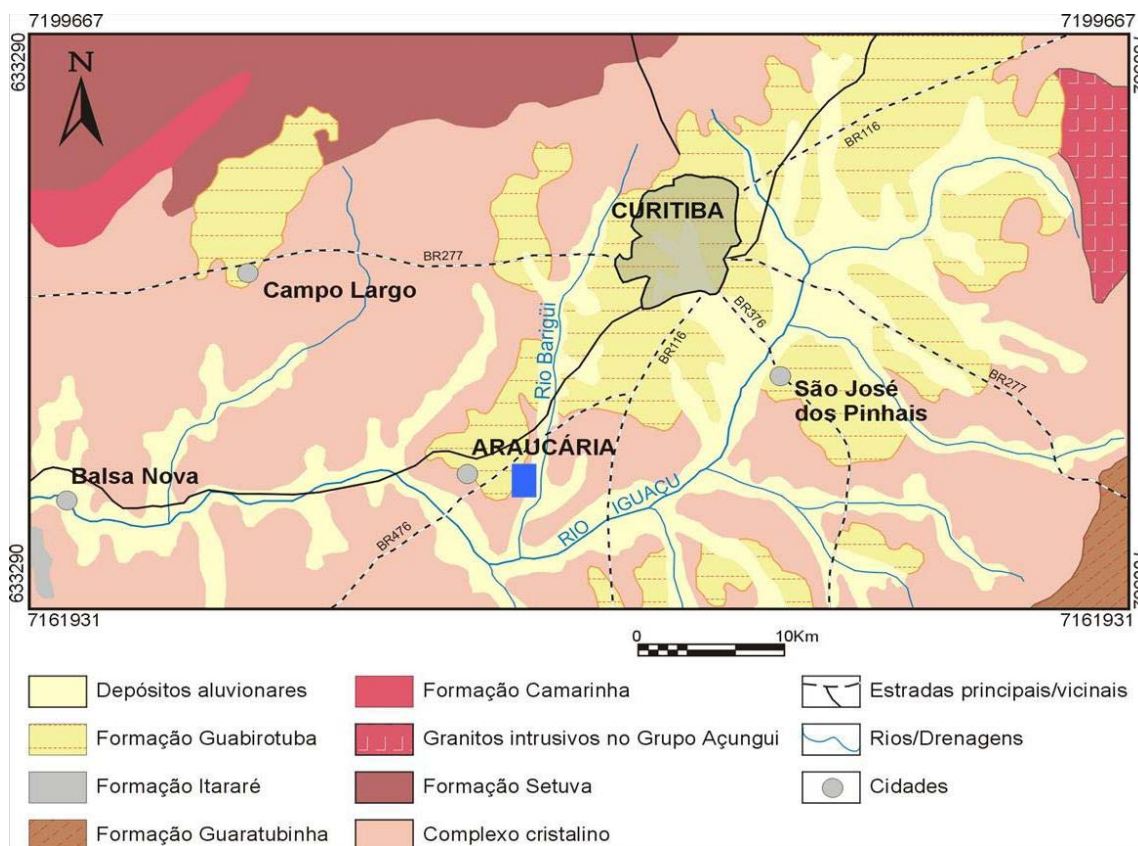 7199667
7199667
633290
N
BR116
CURITIBA
BR277
Campo Largo
BR376
Rio Barigüi
BR116
BR277
São José
dos Pinhais
ARAUCÁRIA
Balsa Nova
RIO IGUAÇU
BR476
633290
7161931
7161931
0 10Km
Depósitos aluvionares
Formação Camarinha
Estradas principais/vicinais
Formação Guabirotuba
Granitos intrusivos no Grupo Açungui
Rios/Drenagens
Formação Itararé
Formação Setuva
Cidades
Formação Guaratubinha
Complexo cristalino